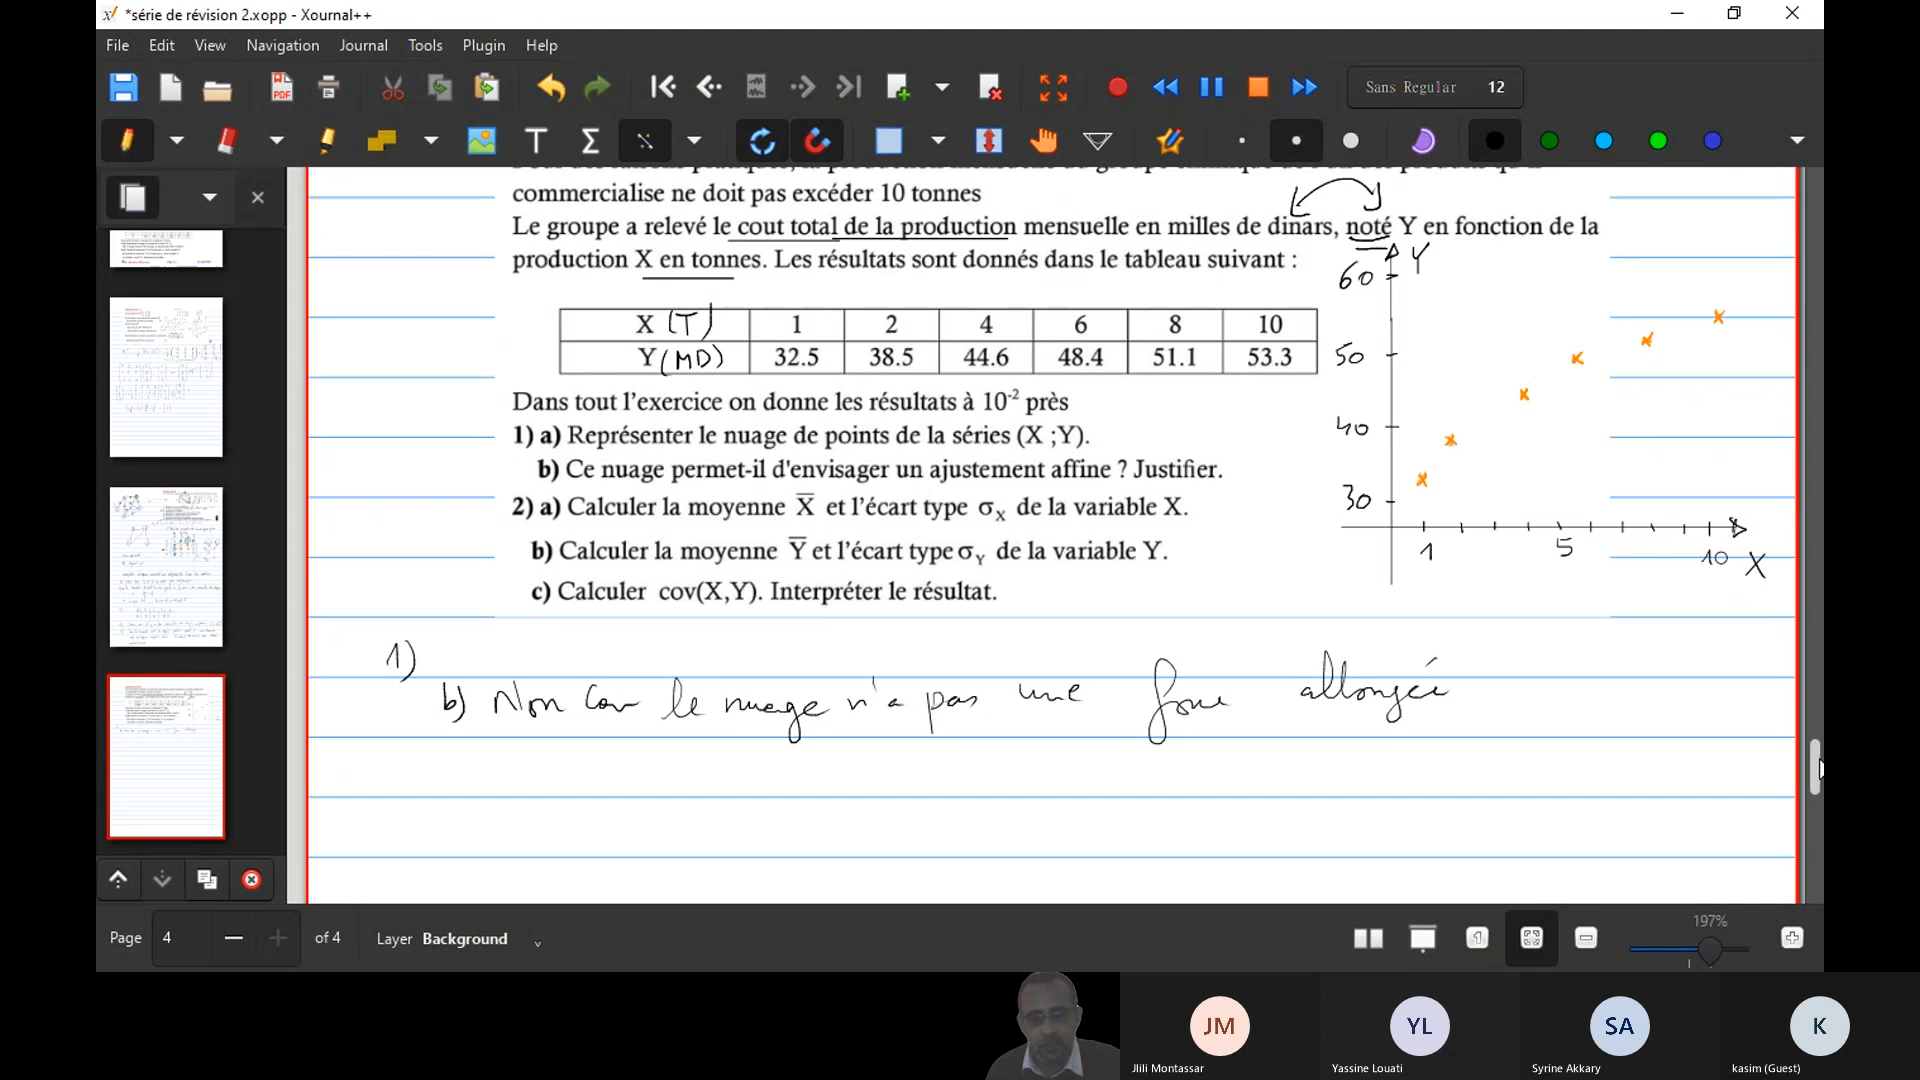 *série de révision 2.xopp - Xournal++
File Edit View Navigation Journal Tools Plugin Help
Sans Regular 12
commercialise ne doit pas excéder 10 tonnes
Le groupe a relevé le cout total de la production mensuelle en milles de dinars, noté Y en fonction de la
production X en tonnes. Les résultats sont donnés dans le tableau suivant :
X (T) 1 2 4 6 8 10
Y (MD) 32.5 38.5 44.6 48.4 51.1 53.3
Y
60
50
40
30
1 5 10 X
Dans tout l'exercice on donne les résultats à 10⁻² près
1) a) Représenter le nuage de points de la séries (X ;Y).
b) Ce nuage permet-il d'envisager un ajustement affine ? Justifier.
2) a) Calculer la moyenne X̅ et l'écart type σX de la variable X.
b) Calculer la moyenne Y̅ et l'écart type σY de la variable Y.
c) Calculer cov(X,Y). Interpréter le résultat.
1)
b) Non Car le nuage n'a pas une forme allongée
Page 4 of 4 Layer Background 197%
JM YL SA K
Jlili Montassar Yassine Louati Syrine Akkary kasim (Guest)